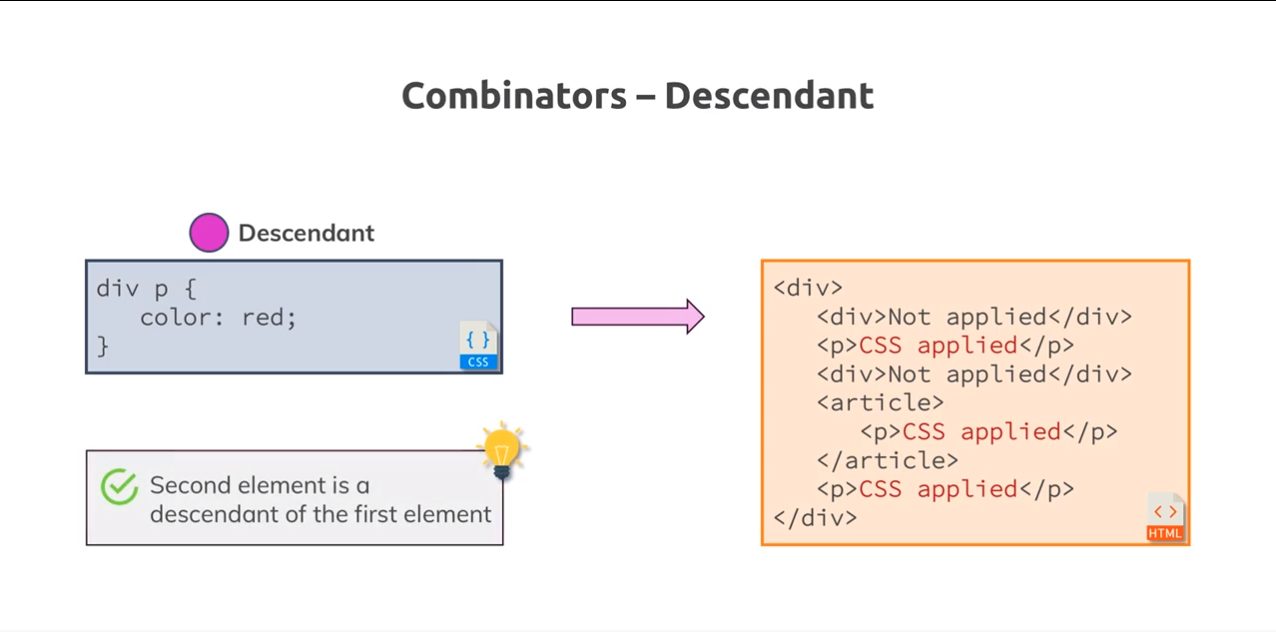 Combinators – Descendant
Descendant
div p {
color: red;
}
{ }
CSS
Second element is a
descendant of the first element
<div>
<div>Not applied</div>
<p>CSS applied</p>
<div>Not applied</div>
<article>
<p>CSS applied</p>
</article>
<p>CSS applied</p>
</div>
< >
HTML